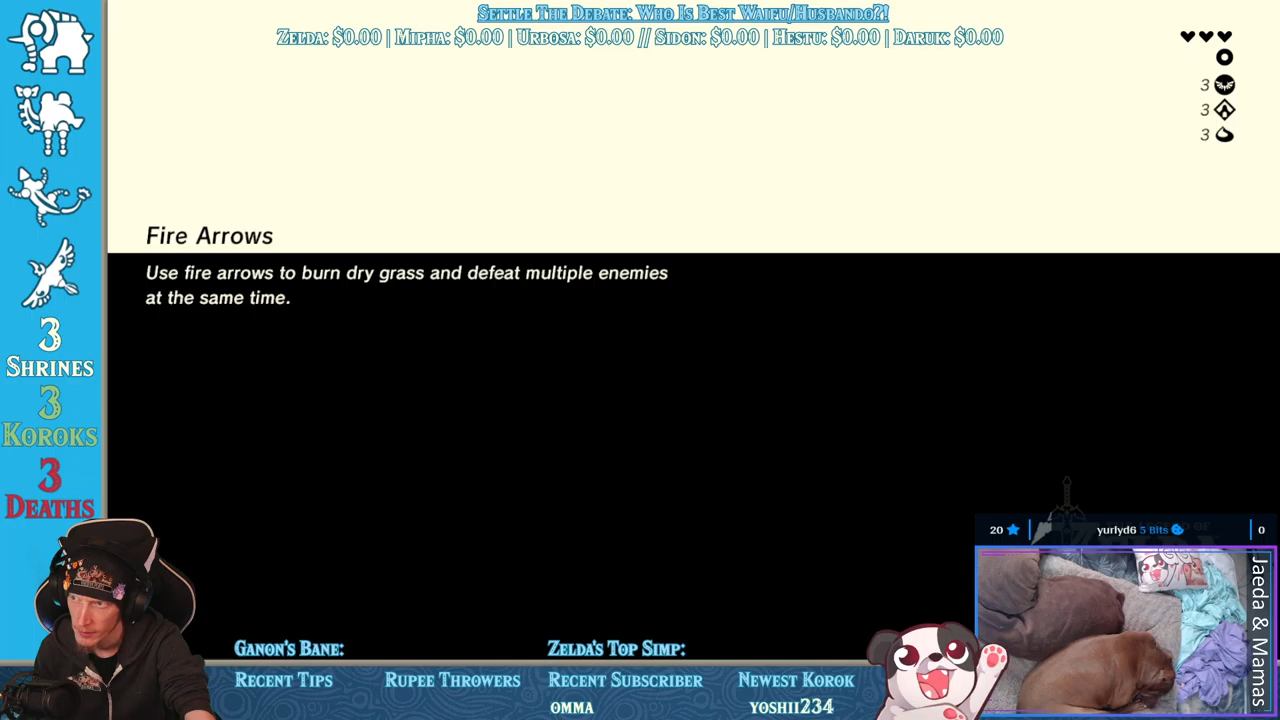 Settle The Debate: Who Is Best Waifu/Husbando?!
Zelda: $0.00 | Mipha: $0.00 | Urbosa: $0.00 // Sidon: $0.00 | Hestu: $0.00 | Daruk: $0.00
3
3
3
Fire Arrows
Use fire arrows to burn dry grass and defeat multiple enemies
at the same time.
3
Shrines
3
Koroks
3
Deaths
20
yurlyd6 5 Bits
0
Jaeda & Mamas
Ganon's Bane:
Zelda's Top Simp:
Recent Tips
Rupee Throwers
Recent Subscriber
Newest Korok
omma
yoshii234